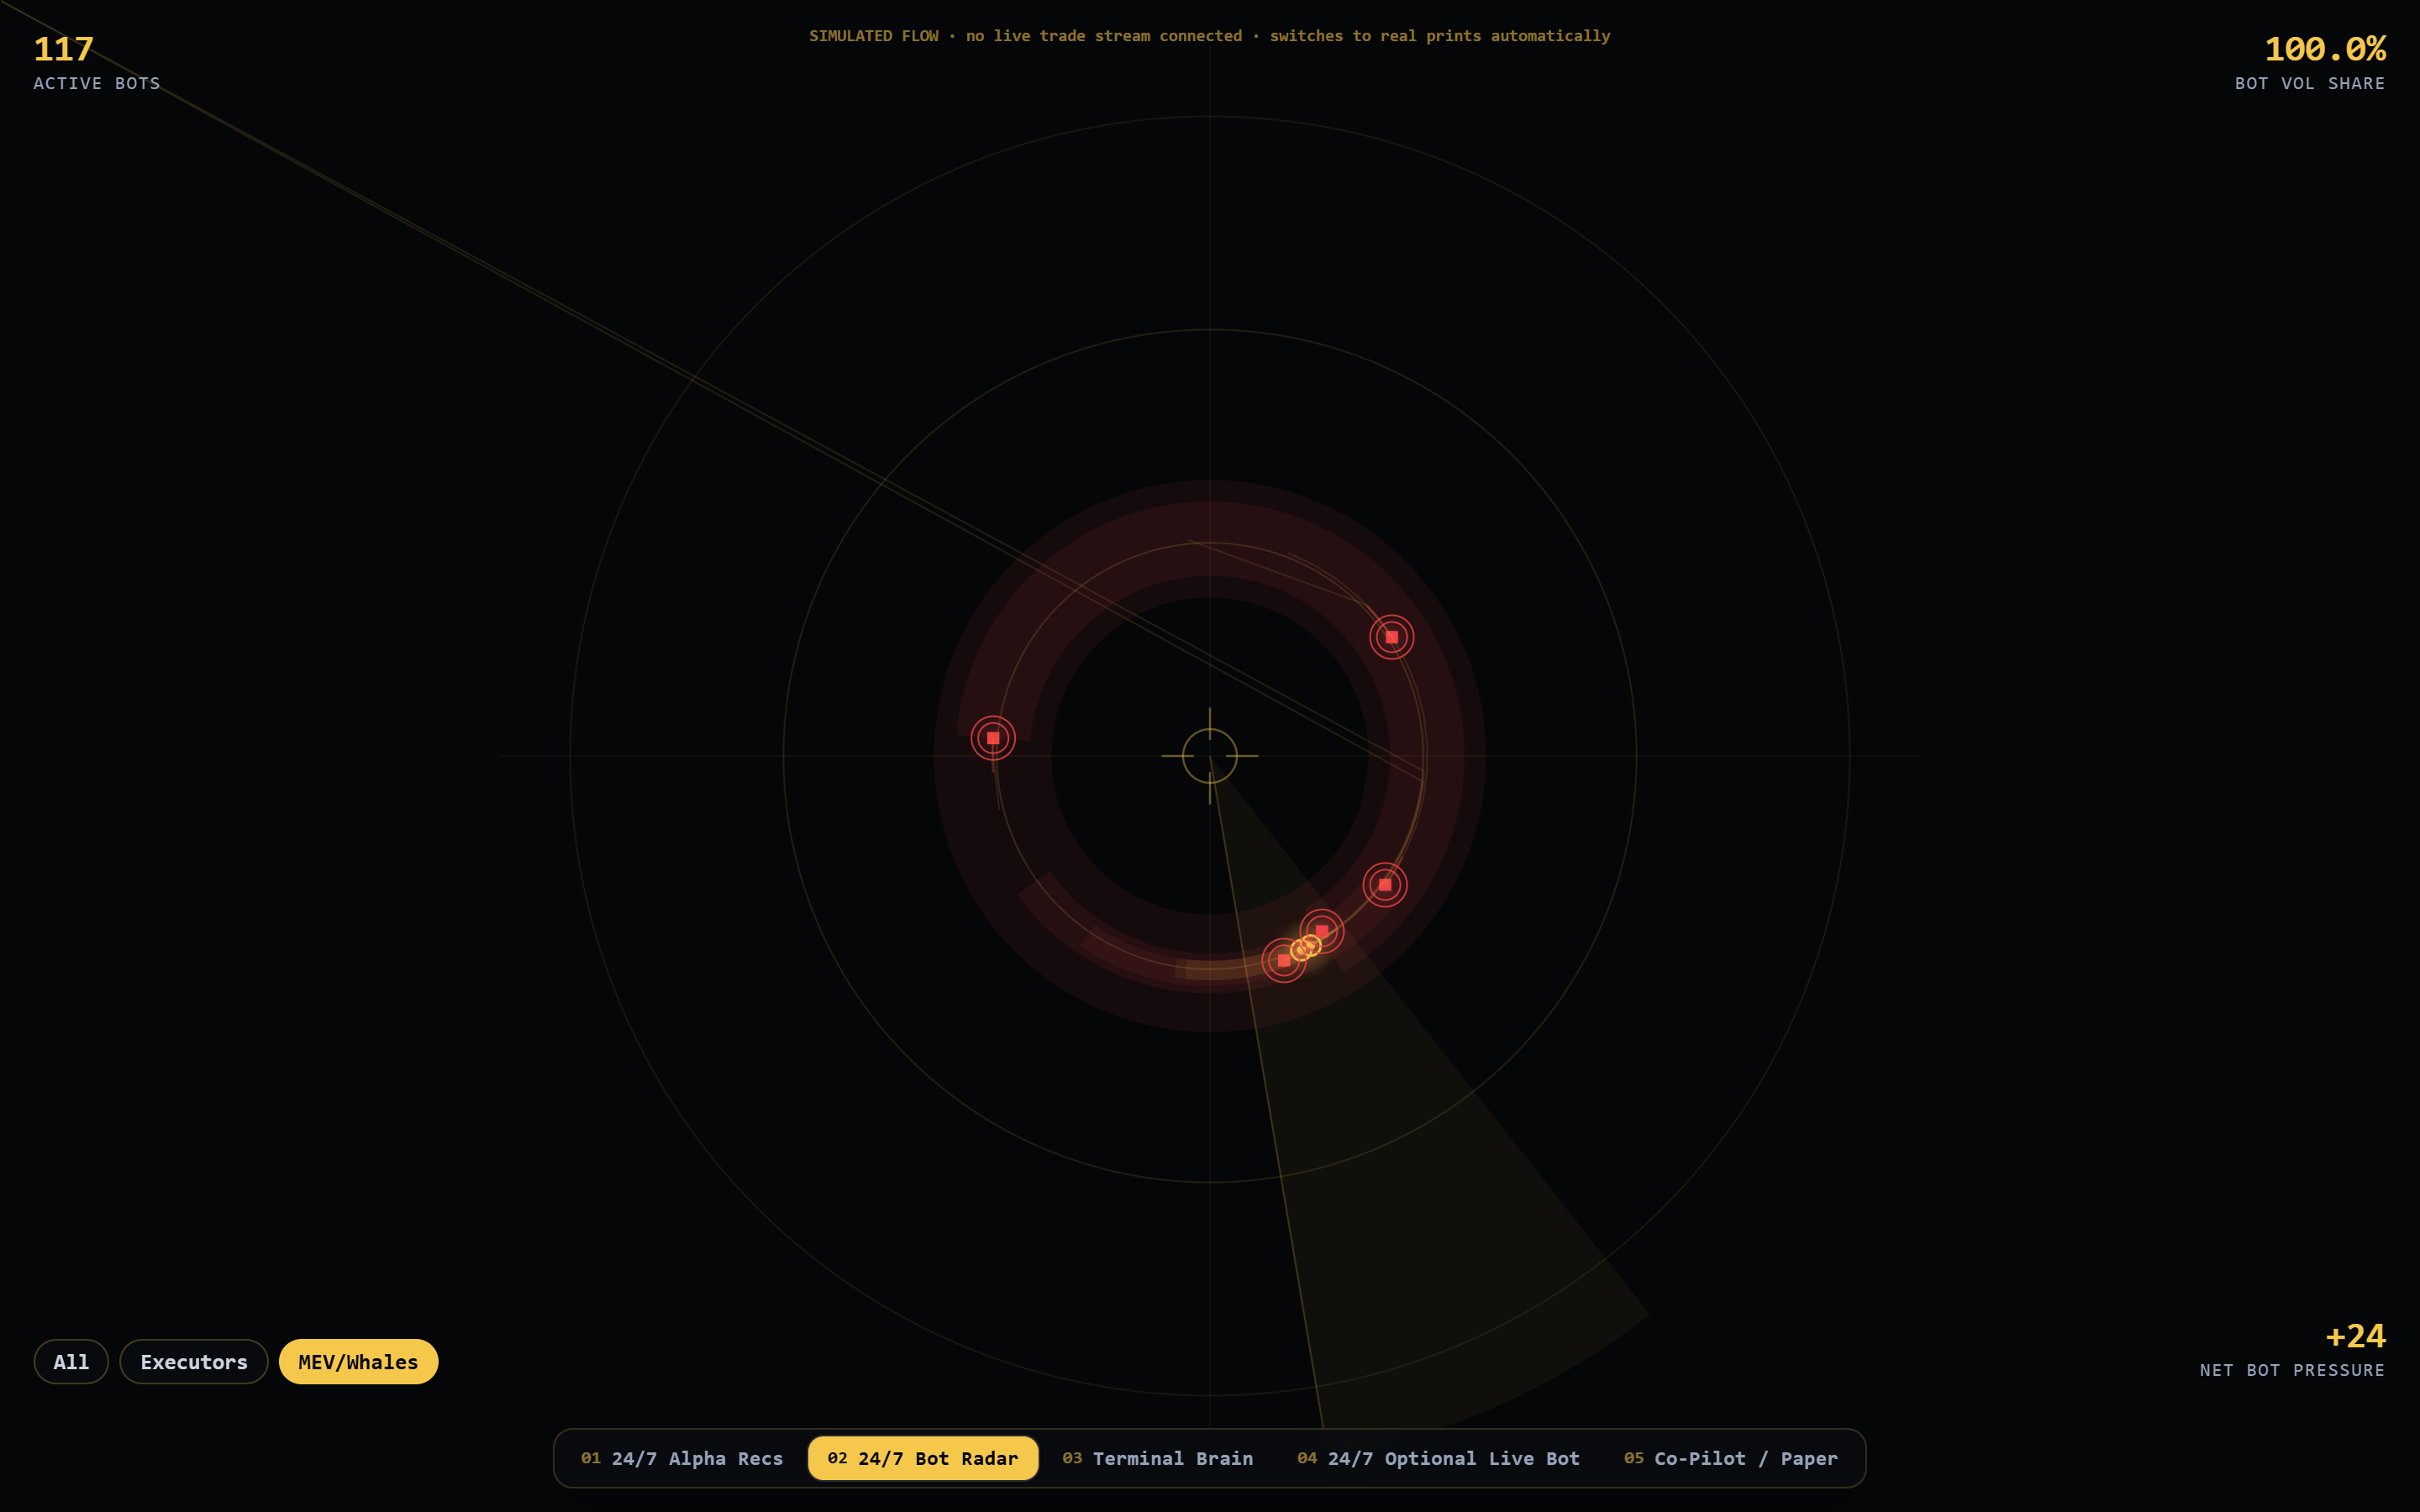 117
ACTIVE BOTS
SIMULATED FLOW · no live trade stream connected · switches to real prints automatically
100.0%
BOT VOL SHARE
All
Executors
MEV/Whales
+24
NET BOT PRESSURE
01 24/7 Alpha Recs
02 24/7 Bot Radar
03 Terminal Brain
04 24/7 Optional Live Bot
05 Co-Pilot / Paper